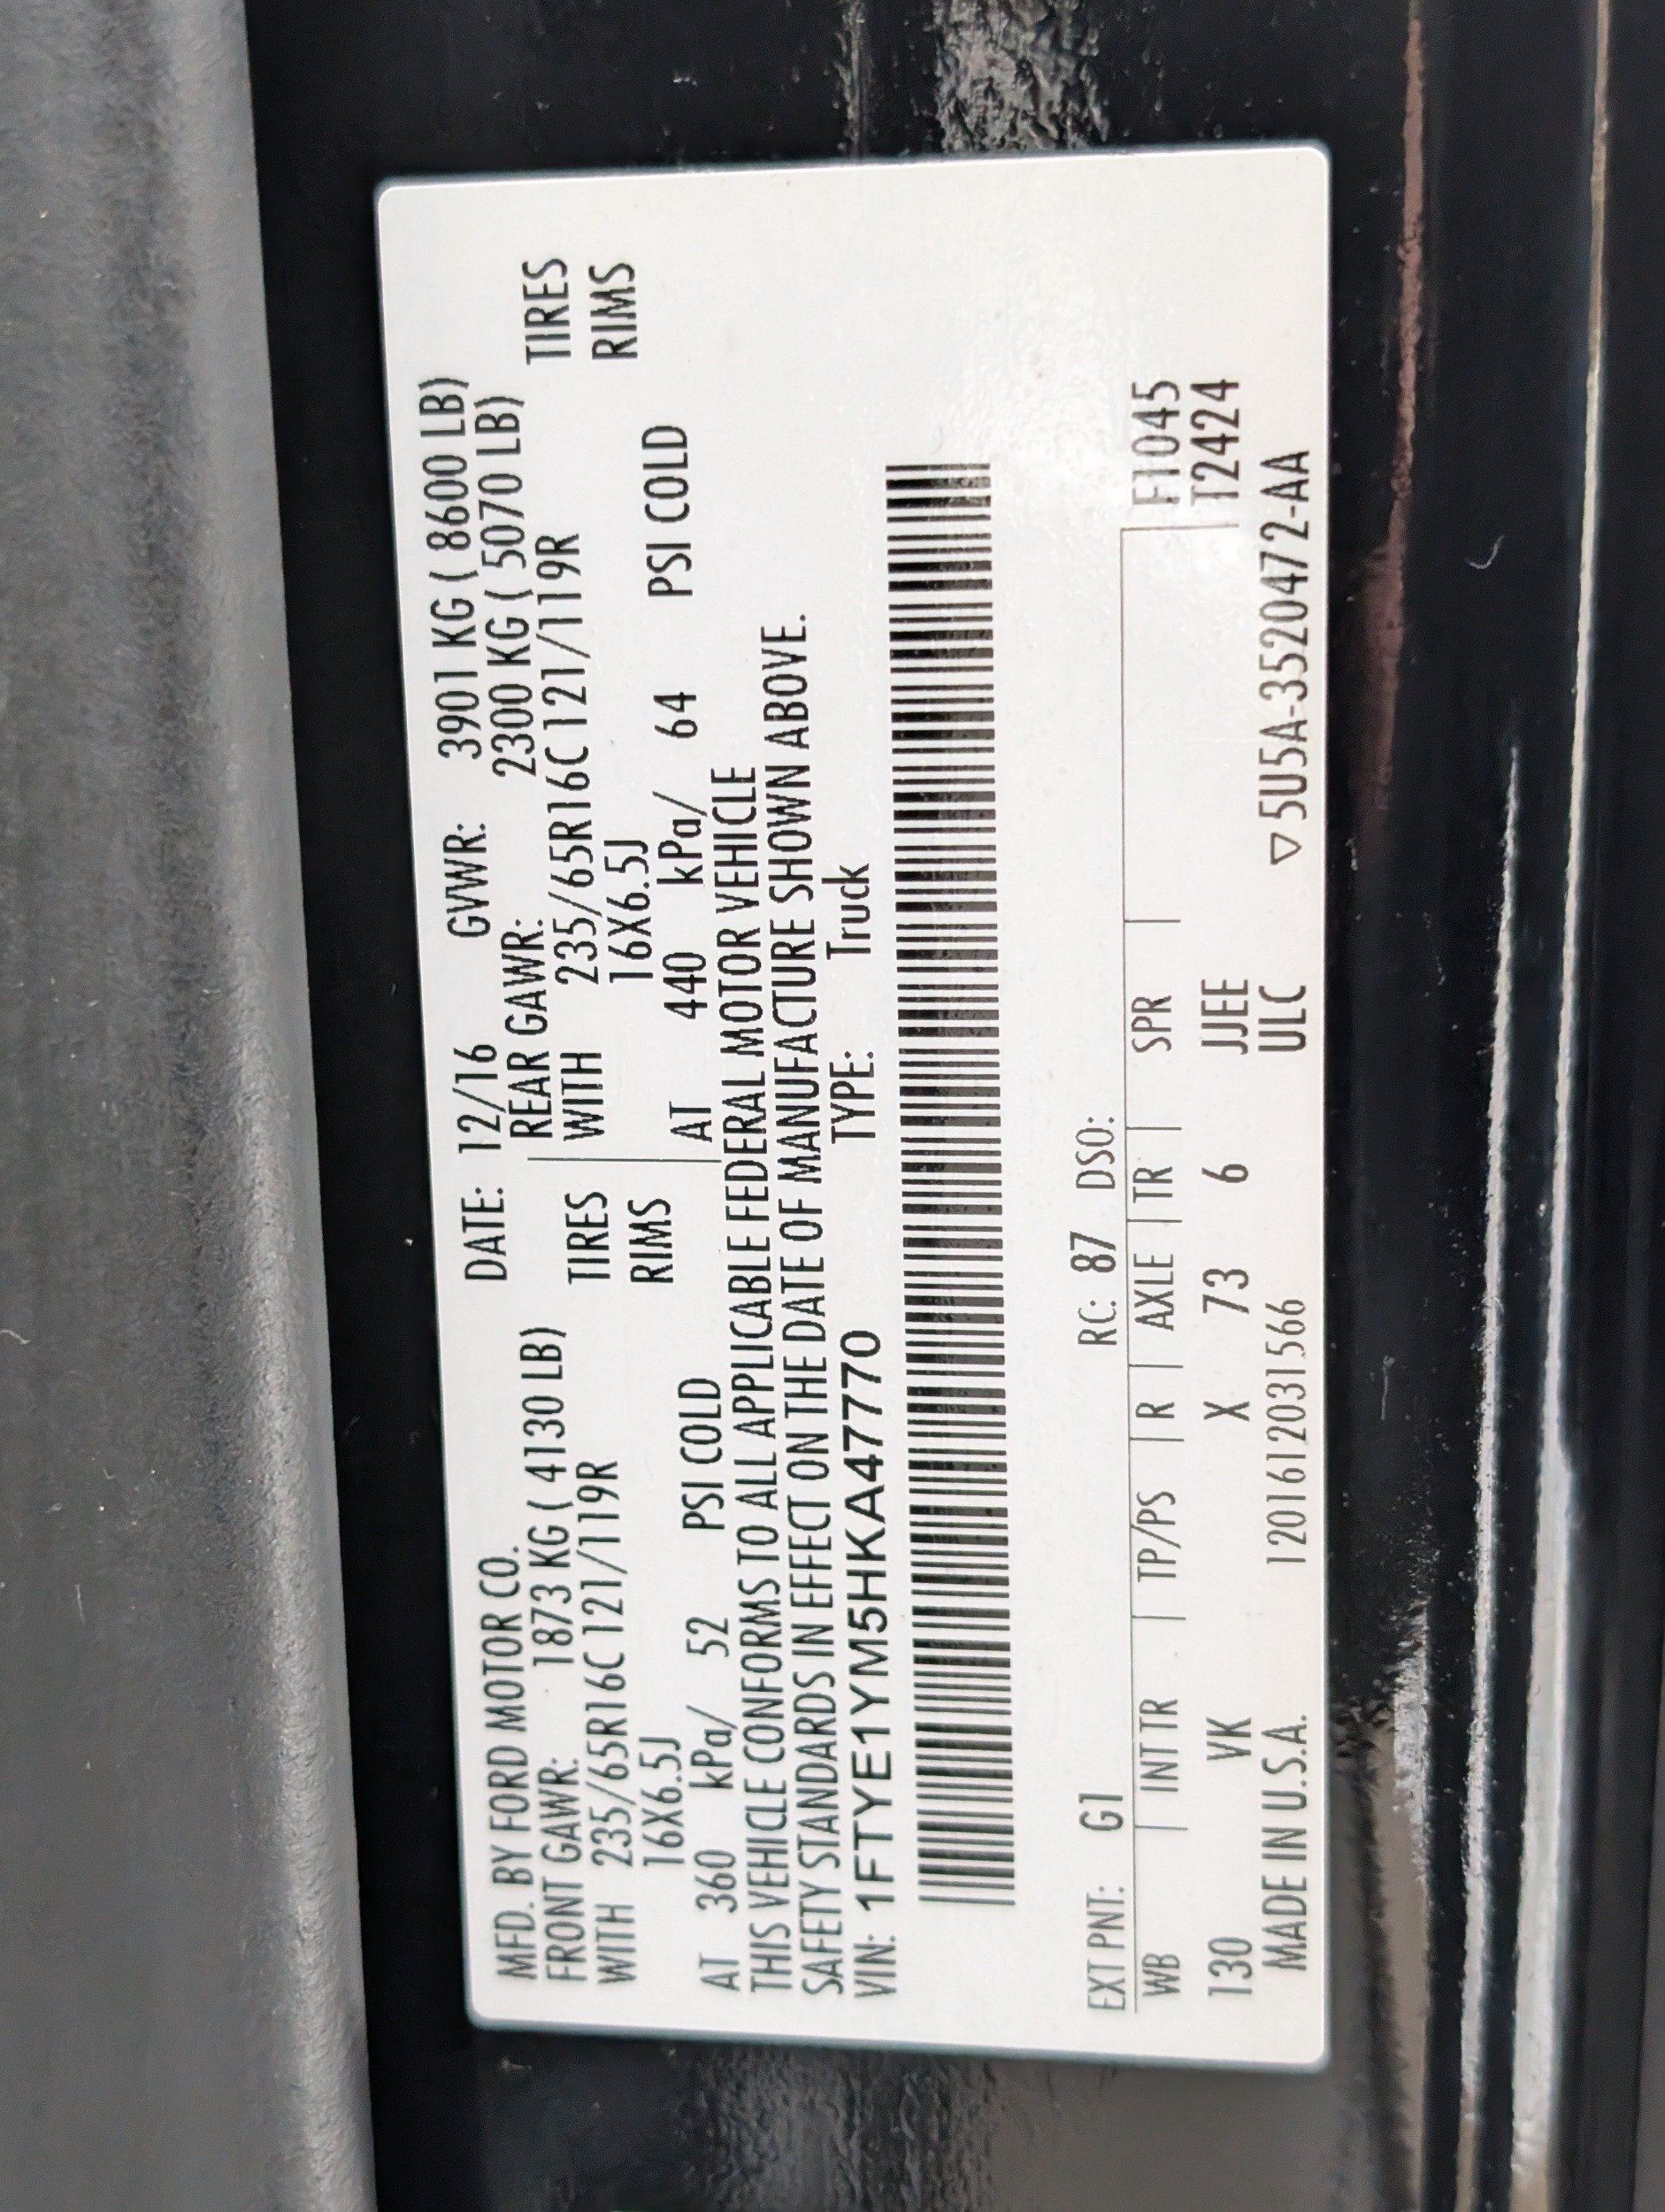 MFD. BY FORD MOTOR CO. DATE: 12/16 GVWR: 3901 KG ( 8600 LB)
FRONT GAWR: 1873 KG ( 4130 LB) REAR GAWR: 2300 KG ( 5070 LB)
WITH 235/65R16C 121/119R TIRES WITH 235/65R16C 121/119R TIRES
16X6.5J RIMS 16X6.5J RIMS
AT 360 kPa/ 52 PSI COLD AT 440 kPa/ 64 PSI COLD
THIS VEHICLE CONFORMS TO ALL APPLICABLE FEDERAL MOTOR VEHICLE
SAFETY STANDARDS IN EFFECT ON THE DATE OF MANUFACTURE SHOWN ABOVE.
VIN: 1FTYE1YM5HKA47770 TYPE: Truck
EXT PNT: G1 RC: 87 DSO:
WB | INT TR | TP/PS | R | AXLE | TR | SPR | F1045
130 VK X 73 6 JJEE T2424
MADE IN U.S.A. 1201612031566 ULC ▽5U5A-3520472-AA